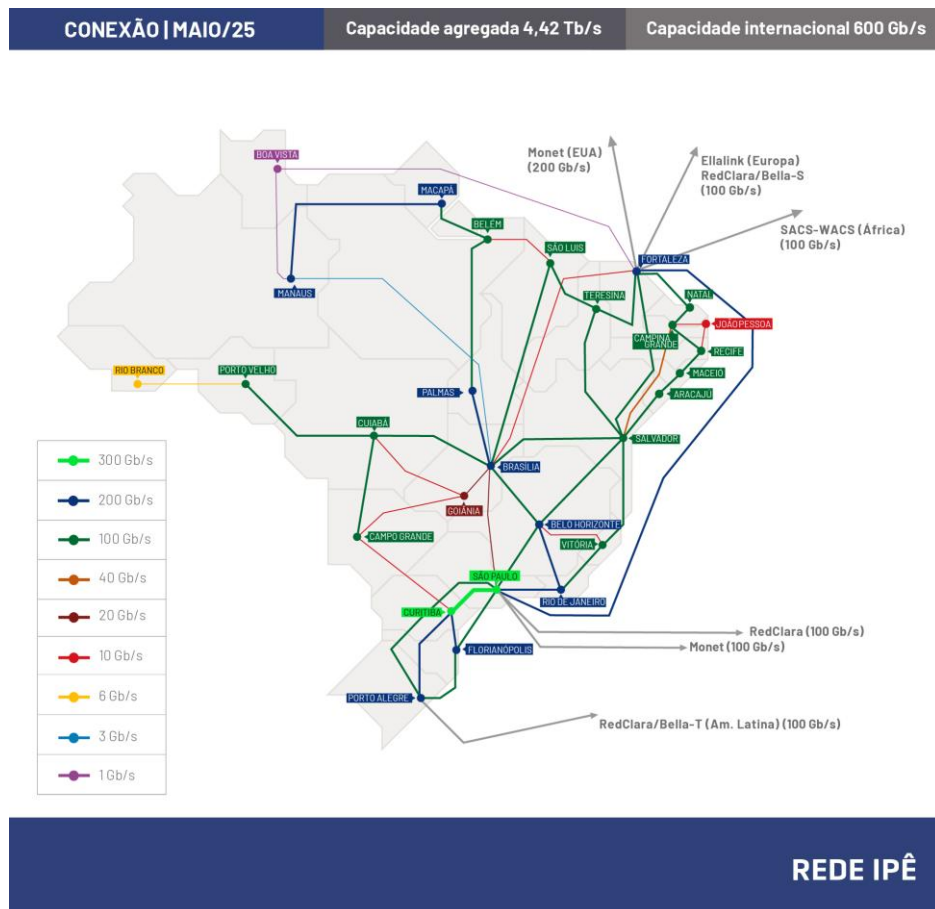 CONEXÃO | MAIO/25
Capacidade agregada 4,42 Tb/s
Capacidade internacional 600 Gb/s
Monet (EUA)
(200 Gb/s)
Ellalink (Europa)
RedClara/Bella-S
(100 Gb/s)
SACS-WACS (África)
(100 Gb/s)
BOA VISTA
MACAPÁ
BELÉM
SÃO LUIS
FORTALEZA
MANAUS
TERESINA
NATAL
CAMPINA
GRANDE
JOÃO PESSOA
RECIFE
RIO BRANCO
PORTO VELHO
MACEIÓ
PALMAS
ARACAJÚ
CUIABÁ
SALVADOR
BRASÍLIA
GOIÂNIA
BELO HORIZONTE
CAMPO GRANDE
VITÓRIA
SÃO PAULO
RIO DE JANEIRO
CURITIBA
FLORIANÓPOLIS
PORTO ALEGRE
RedClara (100 Gb/s)
Monet (100 Gb/s)
RedClara/Bella-T (Am. Latina) (100 Gb/s)
300 Gb/s
200 Gb/s
100 Gb/s
40 Gb/s
20 Gb/s
10 Gb/s
6 Gb/s
3 Gb/s
1 Gb/s
REDE IPÊ